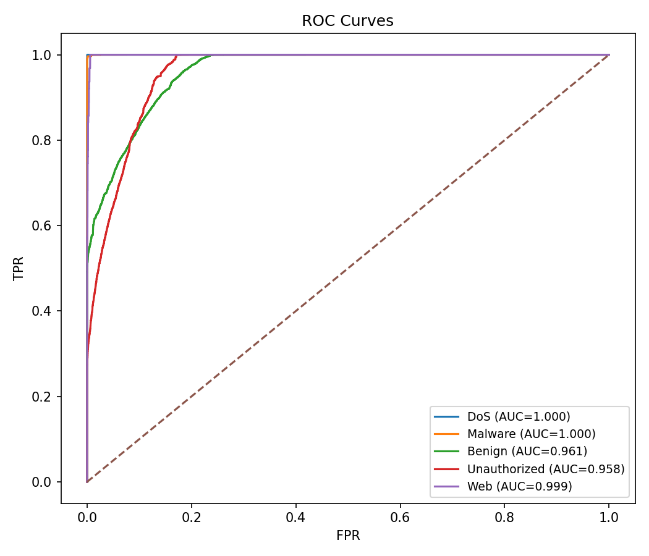 ROC Curves
TPR
1.0
0.8
0.6
0.4
0.2
0.0
0.0 0.2 0.4 0.6 0.8 1.0
FPR
DoS (AUC=1.000)
Malware (AUC=1.000)
Benign (AUC=0.961)
Unauthorized (AUC=0.958)
Web (AUC=0.999)